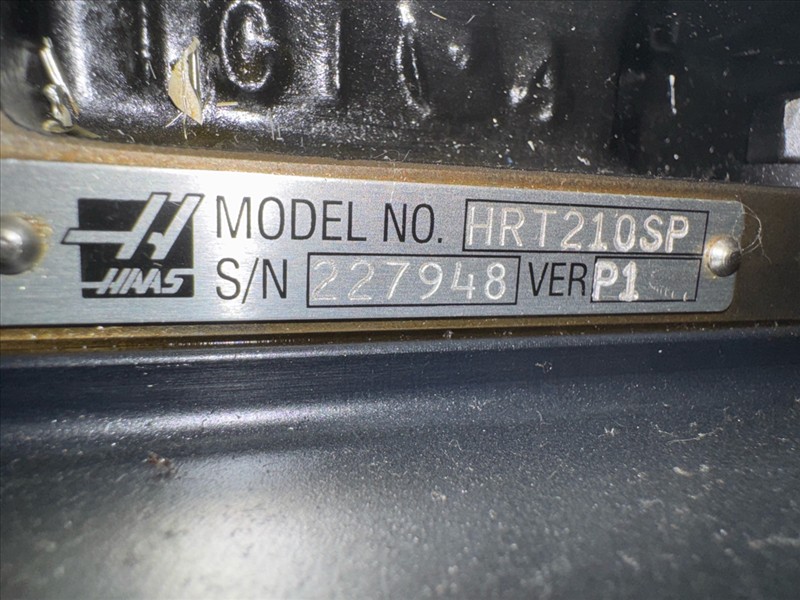 HAAS
MODEL NO. HRT210SP
S/N 227948 VER P1